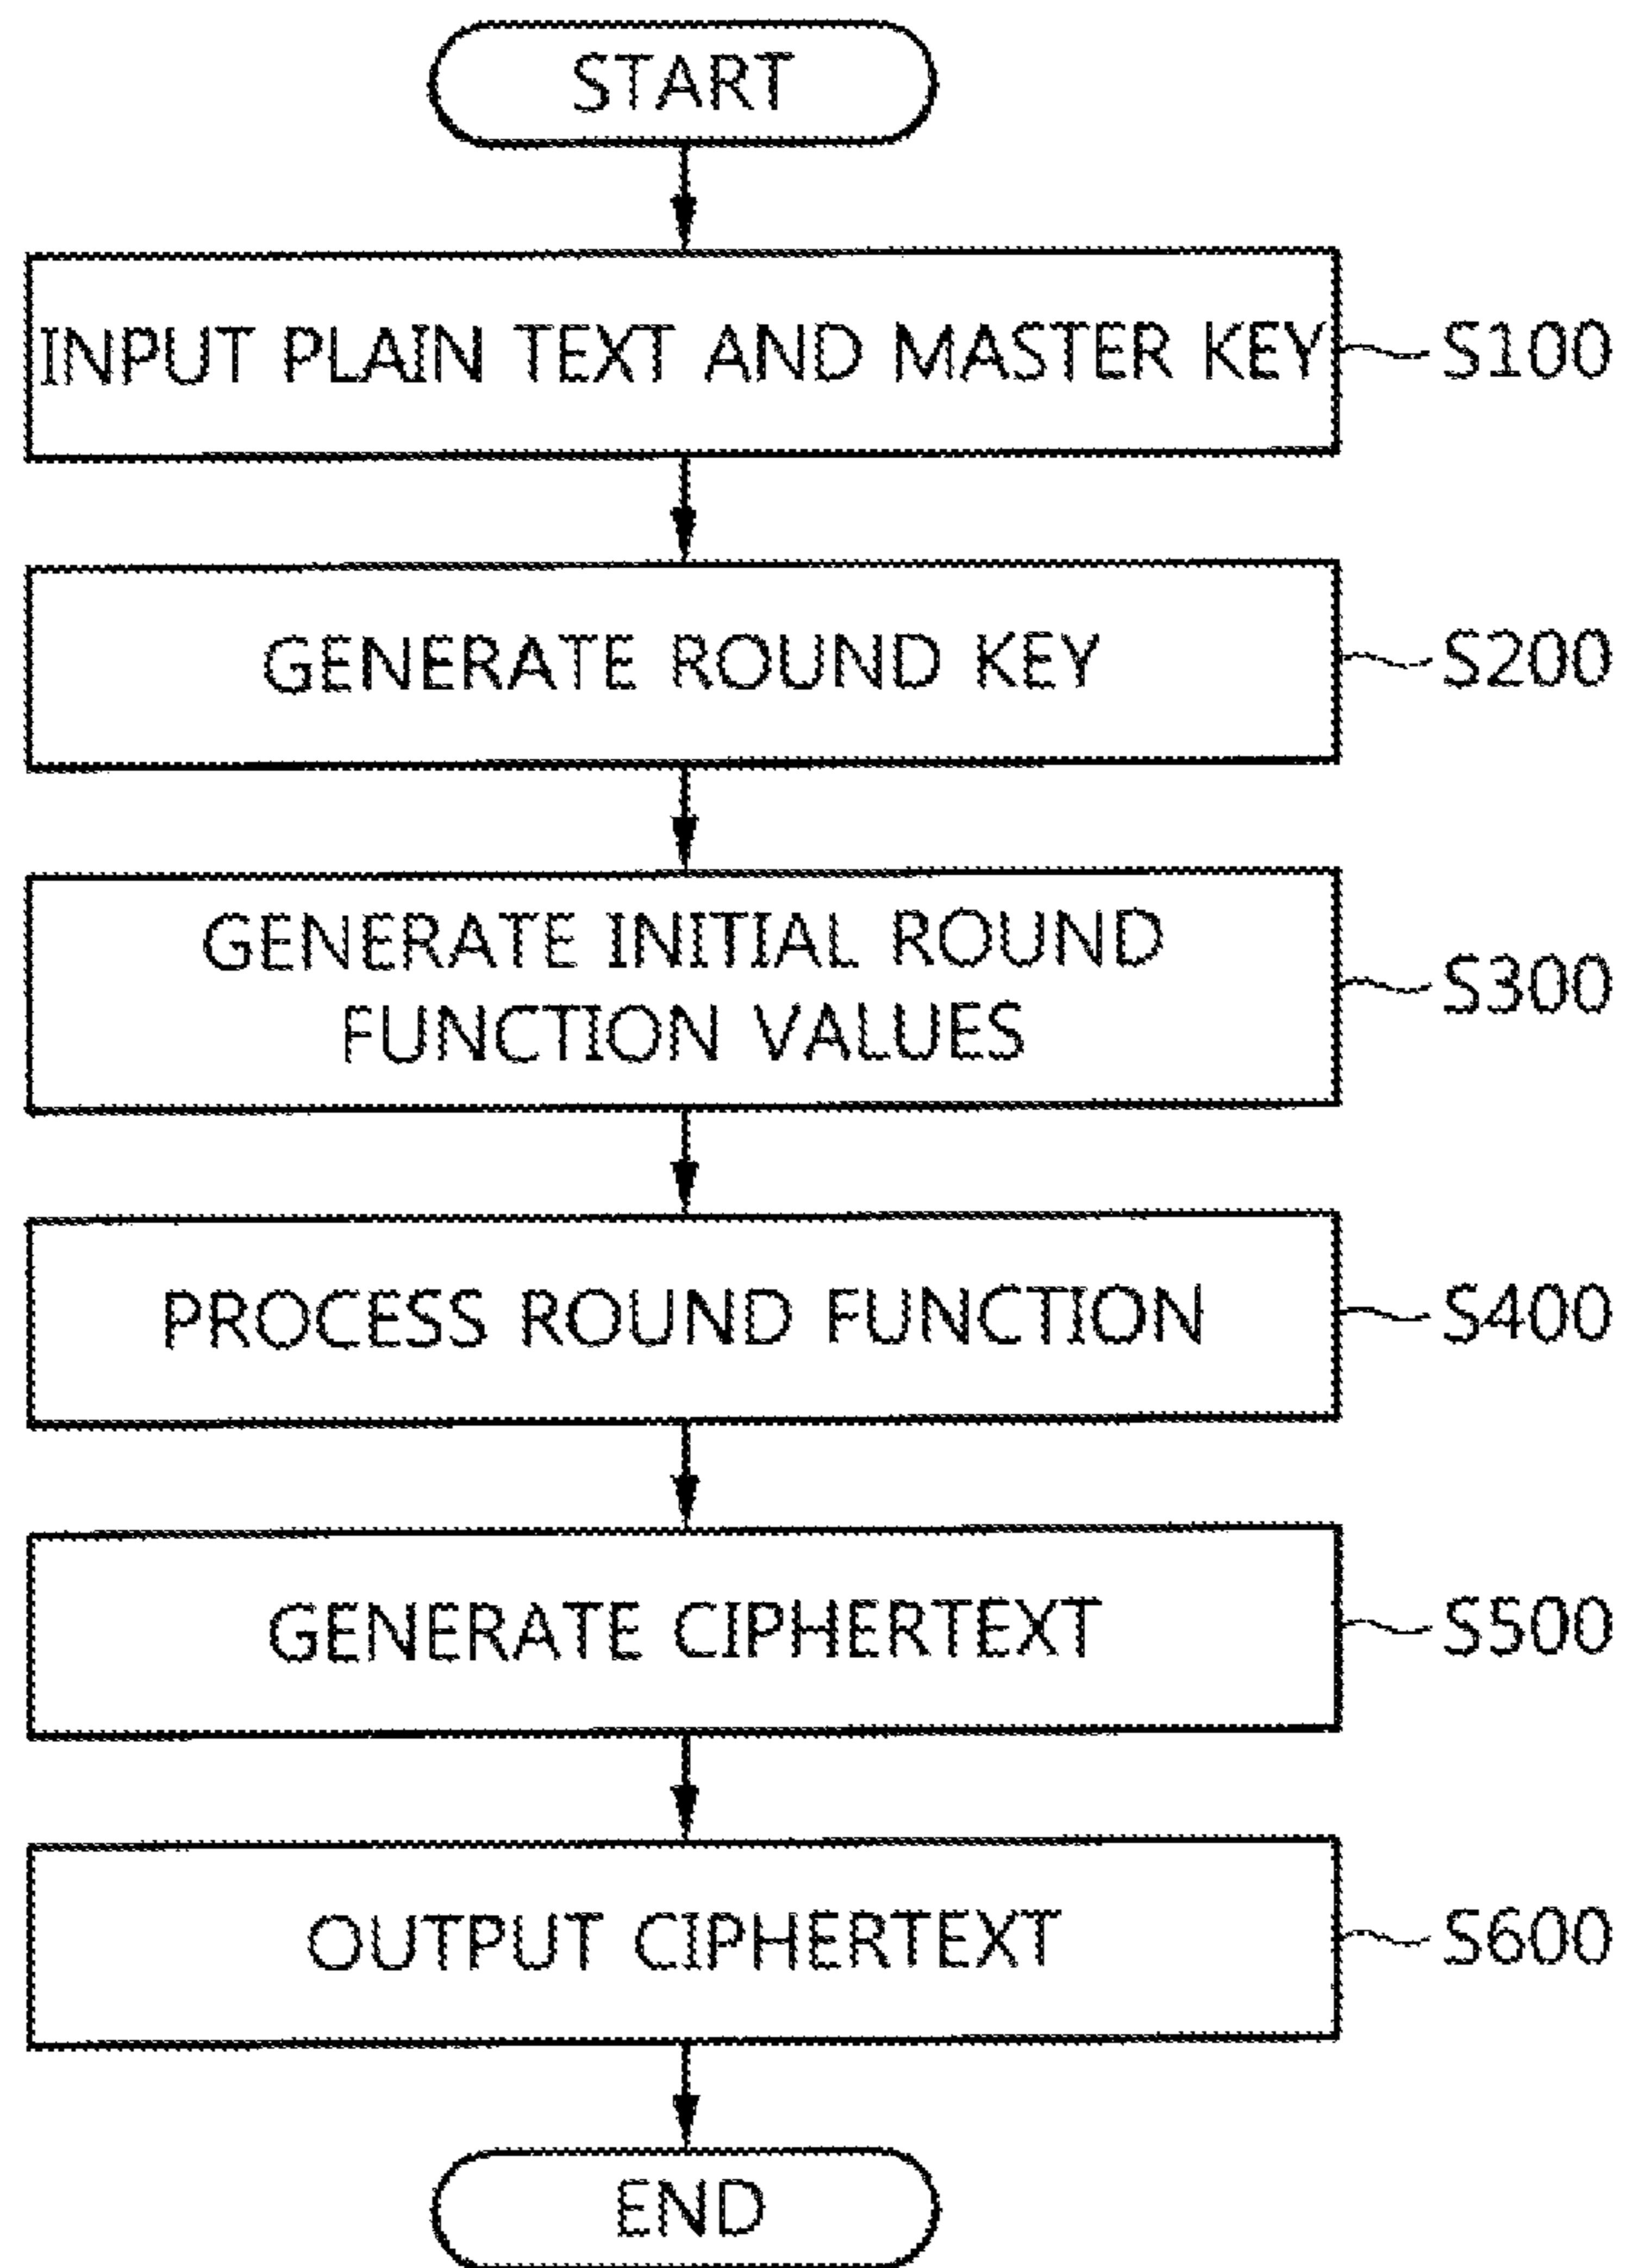 START
INPUT PLAIN TEXT AND MASTER KEY
S100
GENERATE ROUND KEY
S200
GENERATE INITIAL ROUND
FUNCTION VALUES
S300
PROCESS ROUND FUNCTION
S400
GENERATE CIPHERTEXT
S500
OUTPUT CIPHERTEXT
S600
END